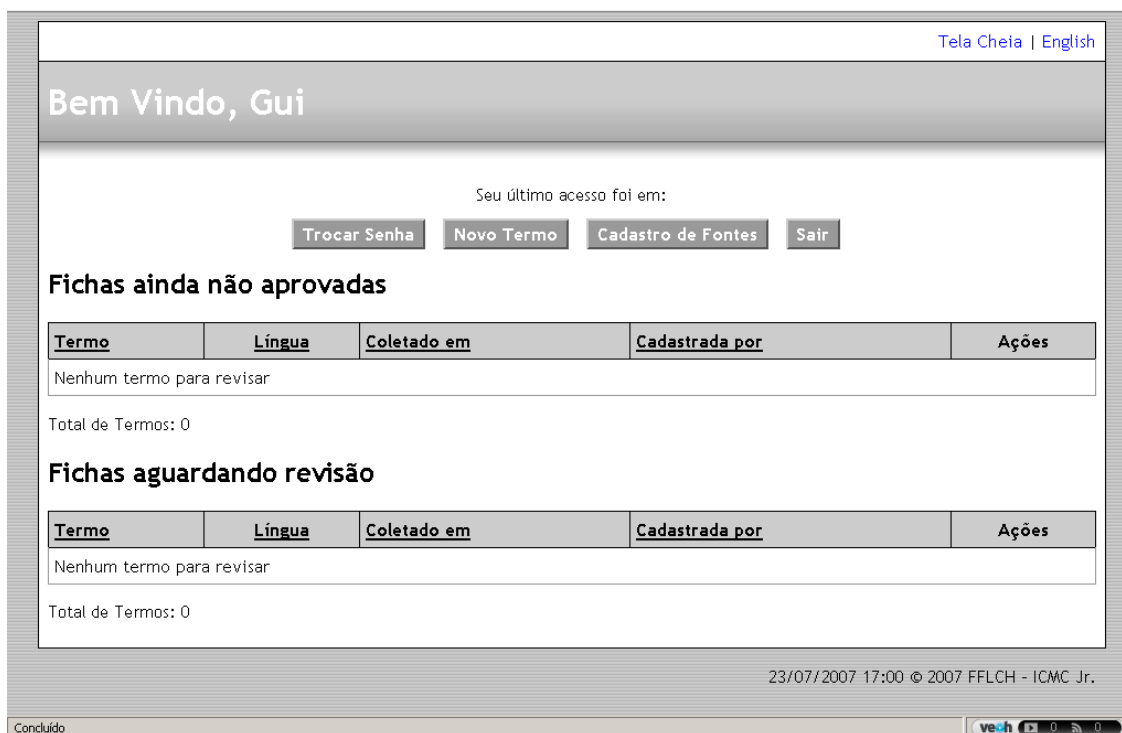 Tela Cheia | English
Bem Vindo, Gui
Seu último acesso foi em:
Trocar Senha Novo Termo Cadastro de Fontes Sair
Fichas ainda não aprovadas
Termo Língua Coletado em Cadastrada por Ações
Nenhum termo para revisar
Total de Termos: 0
Fichas aguardando revisão
Termo Língua Coletado em Cadastrada por Ações
Nenhum termo para revisar
Total de Termos: 0
23/07/2007 17:00 © 2007 FFLCH - ICMC Jr.
Concluído veoh 0 0